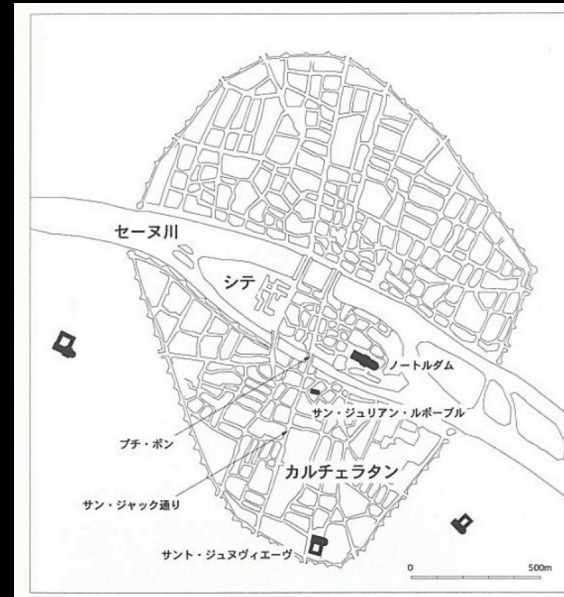 セーヌ川
シテ
ノートルダム
サン・ジュリアン・ルポーブル
プチ・ポン
カルチェラタン
サン・ジャック通り
サント・ジュヌヴィエーヴ
0 500m